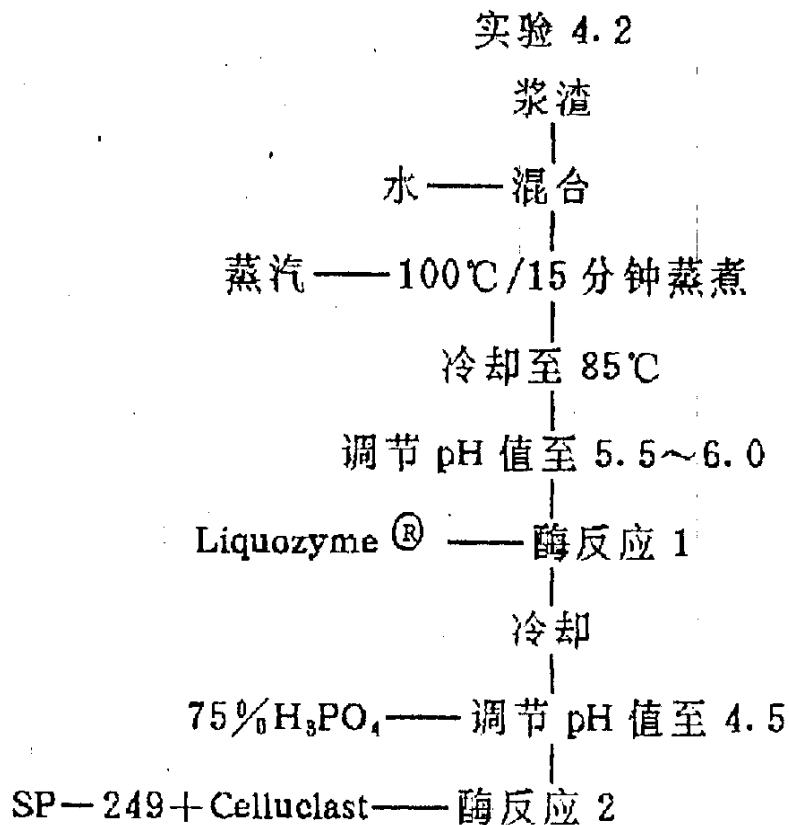 实验 4.2
浆渣
水——混合
蒸汽——100℃/15 分钟蒸煮
冷却至 85℃
调节 pH 值至 5.5～6.0
Liquozyme ® ——酶反应 1
冷却
75%H₃PO₄——调节 pH 值至 4.5
SP－249＋Celluclast——酶反应 2